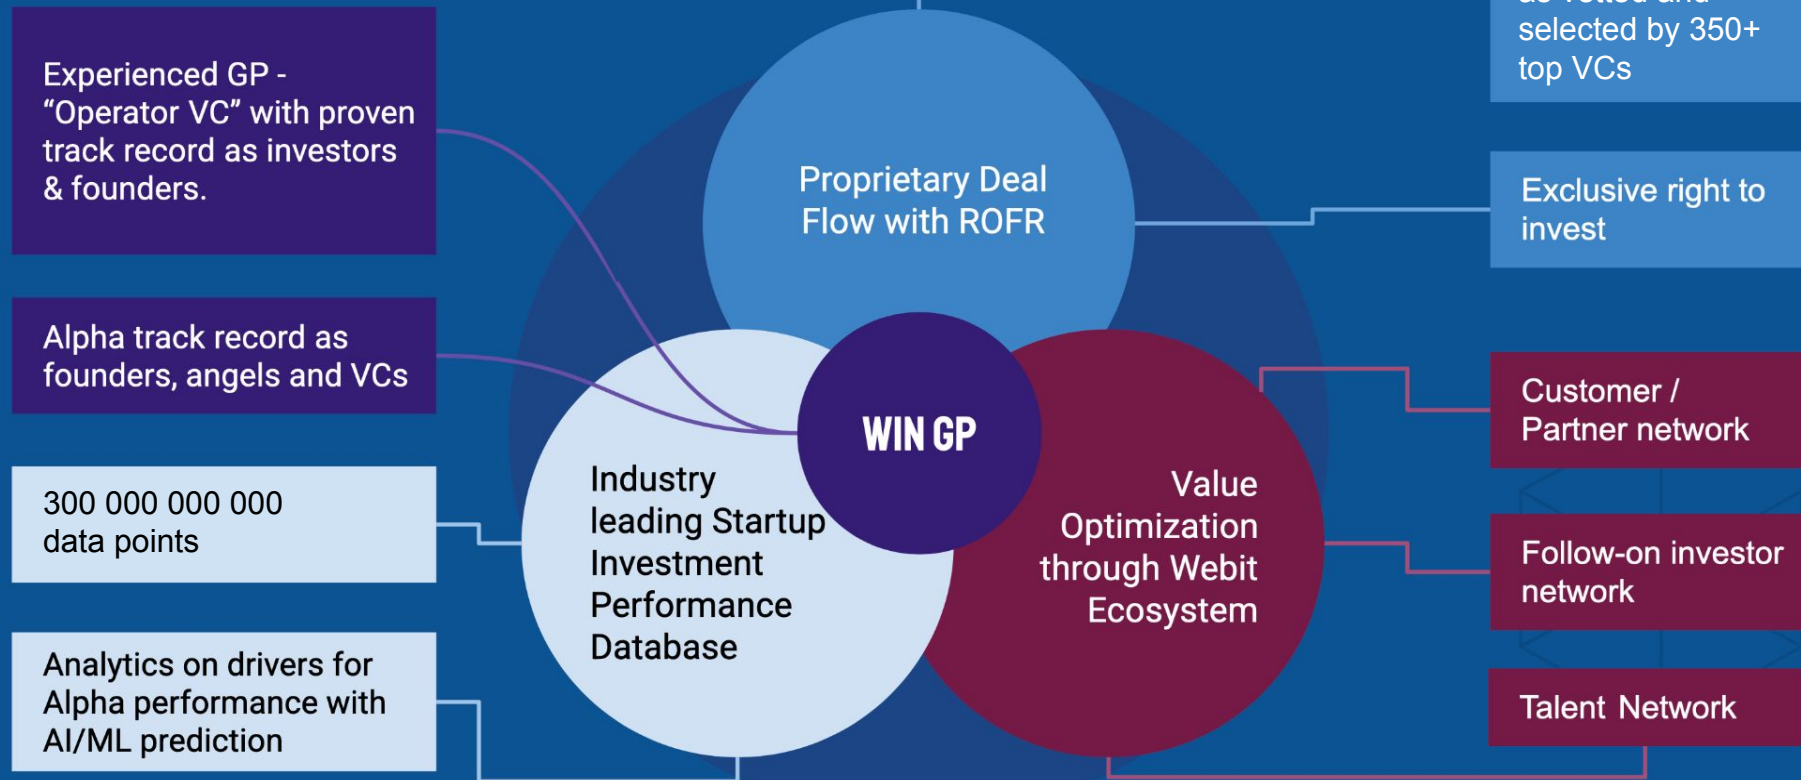 Experienced GP -
“Operator VC” with proven
track record as investors
& founders.
Alpha track record as
founders, angels and VCs
300 000 000 000
data points
Analytics on drivers for
Alpha performance with
AI/ML prediction
Proprietary Deal
Flow with ROFR
WIN GP
Industry
leading Startup
Investment
Performance
Database
Value
Optimization
through Webit
Ecosystem
selected by 350+
top VCs
Exclusive right to
invest
Customer /
Partner network
Follow-on investor
network
Talent Network